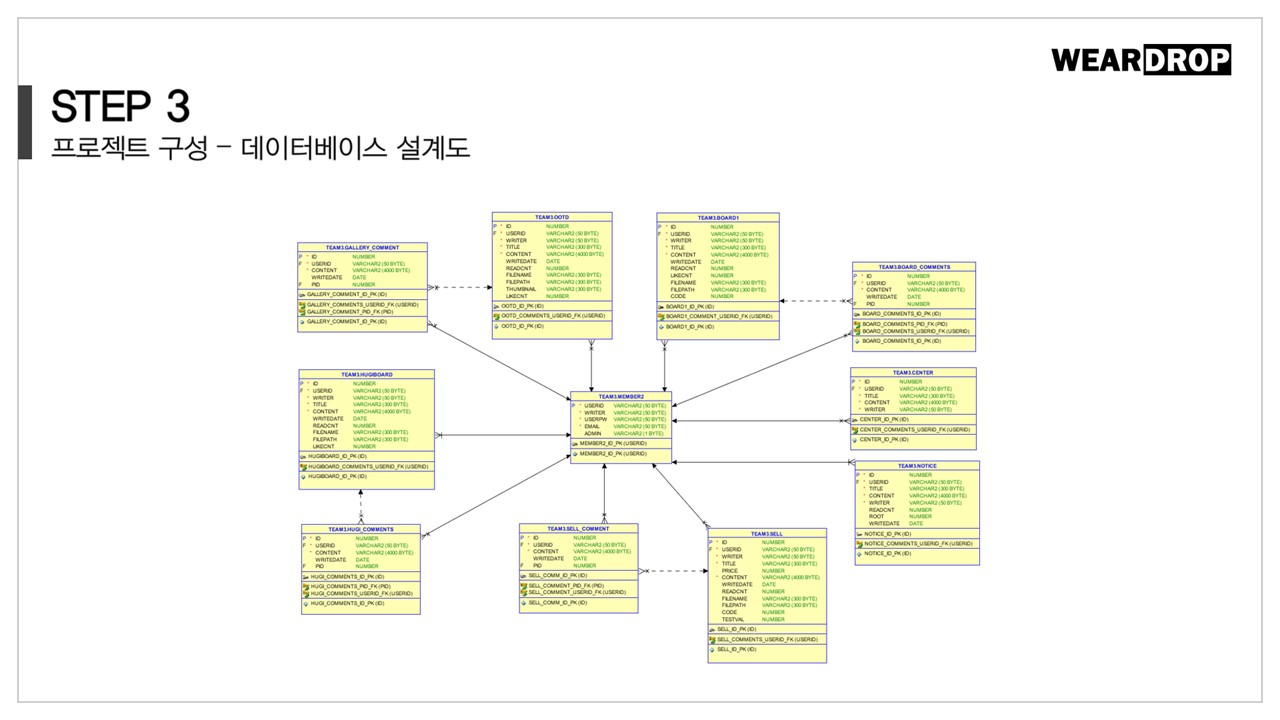 WEARDROP
STEP 3
프로젝트 구성 – 데이터베이스 설계도
TEAM3.GALLERY_COMMENT
P * ID NUMBER
F * USERID VARCHAR2 (50 BYTE)
* CONTENT VARCHAR2 (4000 BYTE)
WRITEDATE DATE
F PID NUMBER
GALLERY_COMMENT_ID_PK (ID)
GALLERY_COMMENTS_USERID_FK (USERID)
GALLERY_COMMENT_PID_FK (PID)
GALLERY_COMMENT_ID_PK (ID)
TEAM3.OOTD
P * ID NUMBER
F * USERID VARCHAR2 (50 BYTE)
* WRITER VARCHAR2 (50 BYTE)
* TITLE VARCHAR2 (300 BYTE)
* CONTENT VARCHAR2 (4000 BYTE)
WRITEDATE DATE
READCNT NUMBER
FILENAME VARCHAR2 (300 BYTE)
FILEPATH VARCHAR2 (300 BYTE)
THUMBNAIL VARCHAR2 (300 BYTE)
LIKECNT NUMBER
OOTD_ID_PK (ID)
OOTD_COMMENTS_USERID_FK (USERID)
OOTD_ID_PK (ID)
TEAM3.BOARD1
P * ID NUMBER
F * USERID VARCHAR2 (50 BYTE)
* WRITER VARCHAR2 (50 BYTE)
* TITLE VARCHAR2 (300 BYTE)
* CONTENT VARCHAR2 (4000 BYTE)
WRITEDATE DATE
READCNT NUMBER
LIKECNT NUMBER
FILENAME VARCHAR2 (300 BYTE)
FILEPATH VARCHAR2 (300 BYTE)
CODE NUMBER
BOARD1_ID_PK (ID)
BOARD1_COMMENT_USERID_FK (USERID)
BOARD1_ID_PK (ID)
TEAM3.BOARD_COMMENTS
P * ID NUMBER
F * USERID VARCHAR2 (50 BYTE)
* CONTENT VARCHAR2 (4000 BYTE)
WRITEDATE DATE
F PID NUMBER
BOARD_COMMENTS_ID_PK (ID)
BOARD_COMMENTS_PID_FK (PID)
BOARD_COMMENTS_USERID_FK (USERID)
BOARD_COMMENTS_ID_PK (ID)
TEAM3.HUGIBOARD
P * ID NUMBER
F * USERID VARCHAR2 (50 BYTE)
* WRITER VARCHAR2 (50 BYTE)
* TITLE VARCHAR2 (300 BYTE)
* CONTENT VARCHAR2 (4000 BYTE)
WRITEDATE DATE
READCNT NUMBER
FILENAME VARCHAR2 (300 BYTE)
FILEPATH VARCHAR2 (300 BYTE)
LIKECNT NUMBER
HUGIBOARD_ID_PK (ID)
HUGIBOARD_COMMENTS_USERID_FK (USERID)
HUGIBOARD_ID_PK (ID)
TEAM3.MEMBER2
P * USERID VARCHAR2 (50 BYTE)
* WRITER VARCHAR2 (50 BYTE)
* USERPW VARCHAR2 (50 BYTE)
* EMAIL VARCHAR2 (50 BYTE)
ADMIN VARCHAR2 (1 BYTE)
MEMBER2_ID_PK (USERID)
MEMBER2_ID_PK (USERID)
TEAM3.CENTER
P * ID NUMBER
F * USERID VARCHAR2 (50 BYTE)
* TITLE VARCHAR2 (300 BYTE)
* CONTENT VARCHAR2 (4000 BYTE)
* WRITER VARCHAR2 (50 BYTE)
CENTER_ID_PK (ID)
CENTER_COMMENTS_USERID_FK (USERID)
CENTER_ID_PK (ID)
TEAM3.NOTICE
P * ID NUMBER
F * USERID VARCHAR2 (50 BYTE)
* TITLE VARCHAR2 (300 BYTE)
* CONTENT VARCHAR2 (4000 BYTE)
* WRITER VARCHAR2 (50 BYTE)
READCNT NUMBER
ROOT NUMBER
WRITEDATE DATE
NOTICE_ID_PK (ID)
NOTICE_COMMENTS_USERID_FK (USERID)
NOTICE_ID_PK (ID)
TEAM3.HUGI_COMMENTS
P * ID NUMBER
F * USERID VARCHAR2 (50 BYTE)
* CONTENT VARCHAR2 (4000 BYTE)
WRITEDATE DATE
F PID NUMBER
HUGI_COMMENTS_ID_PK (ID)
HUGI_COMMENTS_PID_FK (PID)
HUGI_COMMENTS_USERID_FK (USERID)
HUGI_COMMENTS_ID_PK (ID)
TEAM3.SELL_COMMENT
P * ID NUMBER
F * USERID VARCHAR2 (50 BYTE)
* CONTENT VARCHAR2 (4000 BYTE)
WRITEDATE DATE
F PID NUMBER
SELL_COMM_ID_PK (ID)
SELL_COMMENT_PID_FK (PID)
SELL_COMMENT_USERID_FK (USERID)
SELL_COMM_ID_PK (ID)
TEAM3.SELL
P * ID NUMBER
F * USERID VARCHAR2 (50 BYTE)
* WRITER VARCHAR2 (50 BYTE)
* TITLE VARCHAR2 (300 BYTE)
PRICE NUMBER
* CONTENT VARCHAR2 (4000 BYTE)
WRITEDATE DATE
READCNT NUMBER
FILENAME VARCHAR2 (300 BYTE)
FILEPATH VARCHAR2 (300 BYTE)
CODE NUMBER
TESTVAL NUMBER
SELL_ID_PK (ID)
SELL_COMMENTS_USERID_FK (USERID)
SELL_ID_PK (ID)